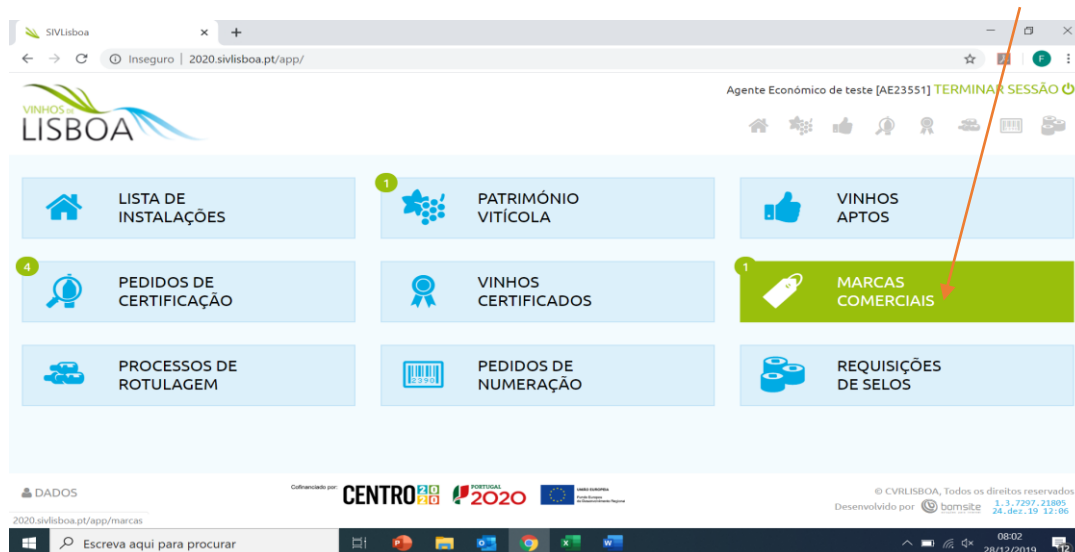 SIVLisboa
Inseguro | 2020.sivlisboa.pt/app/
F
VINHOS DE
LISBOA
Agente Económico de teste [AE23551] TERMINAR SESSÃO
LISTA DE
INSTALAÇÕES
1
PATRIMÓNIO
VITÍCOLA
VINHOS
APTOS
4
PEDIDOS DE
CERTIFICAÇÃO
VINHOS
CERTIFICADOS
1
MARCAS
COMERCIAIS
PROCESSOS DE
ROTULAGEM
2390
PEDIDOS DE
NUMERAÇÃO
REQUISIÇÕES
DE SELOS
DADOS
Cofinanciado por:
CENTRO 2020
PORTUGAL
2020
UNIÃO EUROPEIA
© CVRLISBOA, Todos os direitos reservados
Desenvolvido por bomsite
1.3.7297.21805
24.dez.19 12:06
2020.sivlisboa.pt/app/marcas
Escreva aqui para procurar
08:02
28/12/2019
12